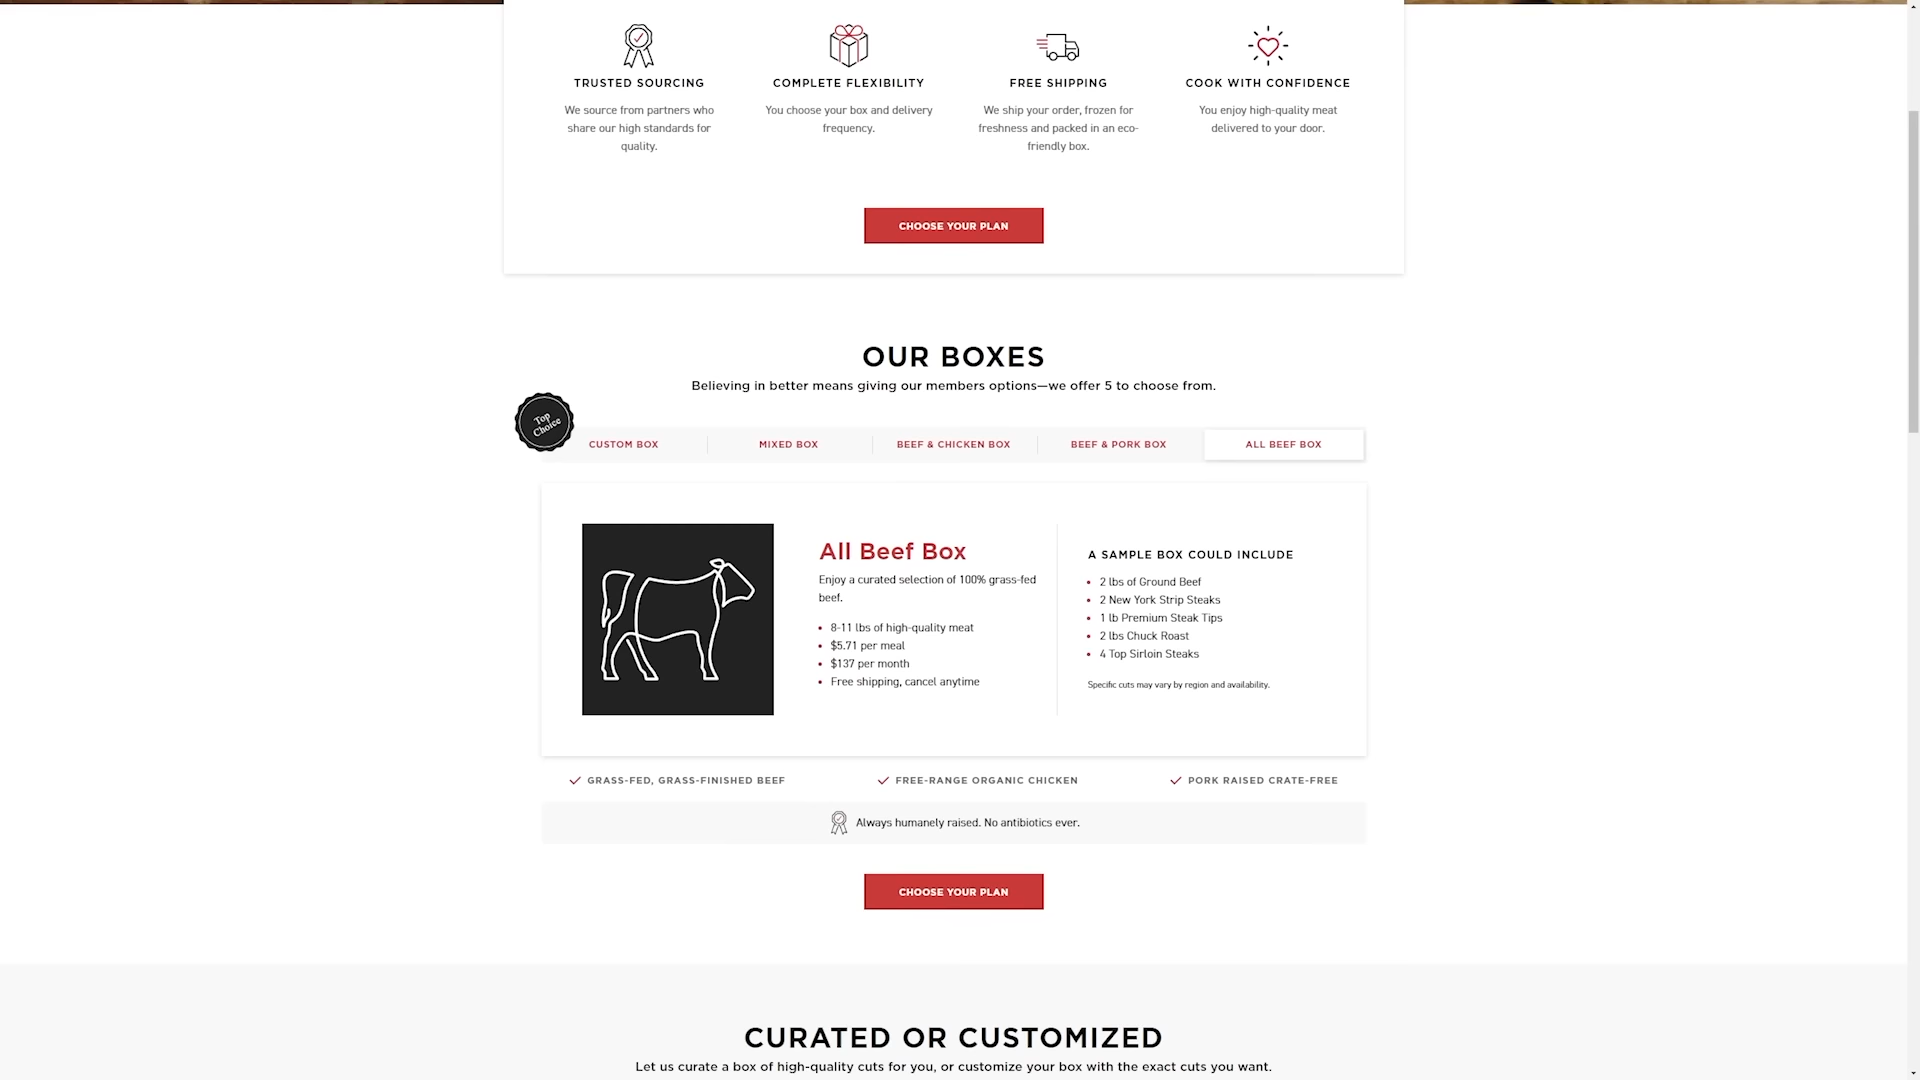 TRUSTED SOURCING
We source from partners who
share our high standards for
quality.
COMPLETE FLEXIBILITY
You choose your box and delivery
frequency.
FREE SHIPPING
We ship your order, frozen for
freshness and packed in an eco-
friendly box.
COOK WITH CONFIDENCE
You enjoy high-quality meat
delivered to your door.
CHOOSE YOUR PLAN
OUR BOXES
Believing in better means giving our members options—we offer 5 to choose from.
Top
Choice
CUSTOM BOX
MIXED BOX
BEEF & CHICKEN BOX
BEEF & PORK BOX
ALL BEEF BOX
All Beef Box
Enjoy a curated selection of 100% grass-fed
beef.
• 8-11 lbs of high-quality meat
• $5.71 per meal
• $137 per month
• Free shipping, cancel anytime
A SAMPLE BOX COULD INCLUDE
• 2 lbs of Ground Beef
• 2 New York Strip Steaks
• 1 lb Premium Steak Tips
• 2 lbs Chuck Roast
• 4 Top Sirloin Steaks
Specific cuts may vary by region and availability.
GRASS-FED, GRASS-FINISHED BEEF
FREE-RANGE ORGANIC CHICKEN
PORK RAISED CRATE-FREE
Always humanely raised. No antibiotics ever.
CHOOSE YOUR PLAN
CURATED OR CUSTOMIZED
Let us curate a box of high-quality cuts for you, or customize your box with the exact cuts you want.